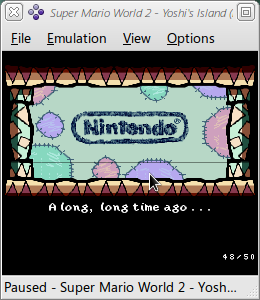 Super Mario World 2 - Yoshi's Island (
File Emulation View Options
Nintendo®
A long, long time ago...
48/50
Paused - Super Mario World 2 - Yosh...